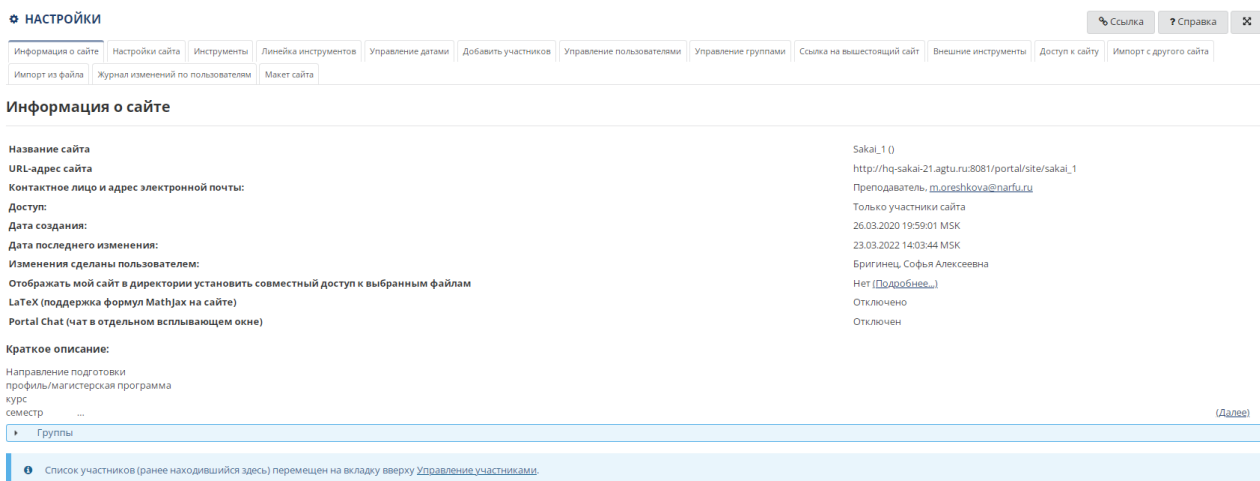 НАСТРОЙКИ
Ссылка
? Справка
Информация о сайте Настройки сайта Инструменты Линейка инструментов Управление датами Добавить участников Управление пользователями Управление группами Ссылка на вышестоящий сайт Внешние инструменты Доступ к сайту Импорт с другого сайта
Импорт из файла Журнал изменений по пользователям Макет сайта
Информация о сайте
Название сайта Sakai_1 ()
URL-адрес сайта http://hq-sakai-21.agtu.ru:8081/portal/site/sakai_1
Контактное лицо и адрес электронной почты: Преподаватель, m.oreshkova@narfu.ru
Доступ: Только участники сайта
Дата создания: 26.03.2020 19:59:01 MSK
Дата последнего изменения: 23.03.2022 14:03:44 MSK
Изменения сделаны пользователем: Бригинец, Софья Алексеевна
Отображать мой сайт в директории установить совместный доступ к выбранным файлам Нет (Подробнее...)
LaTeX (поддержка формул MathJax на сайте) Отключено
Portal Chat (чат в отдельном всплывающем окне) Отключен
Краткое описание:
Направление подготовки
профиль/магистерская программа
курс
семестр ... (Далее)
Группы
Список участников (ранее находившийся здесь) перемещен на вкладку вверху Управление участниками.